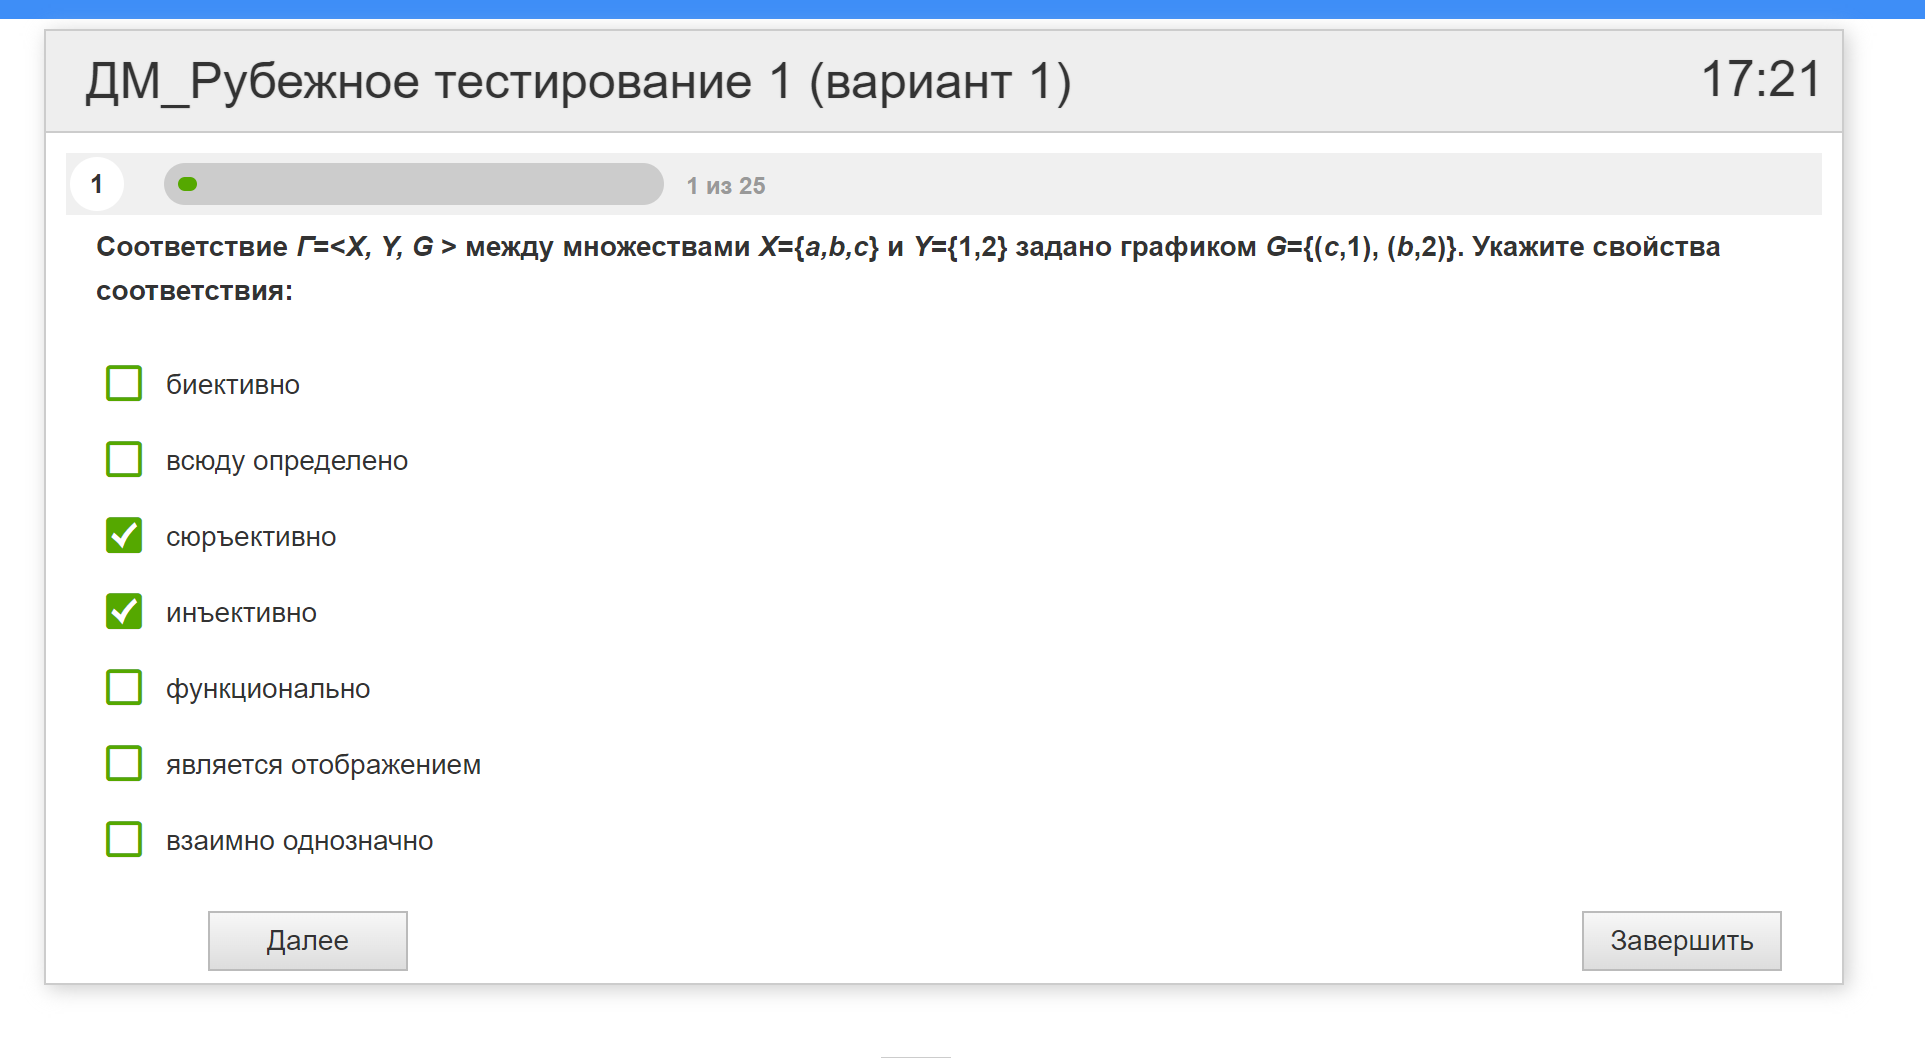 ДМ_Рубежное тестирование 1 (вариант 1)
17:21
1
1 из 25
Соответствие Г=<X, Y, G > между множествами X={a,b,c} и Y={1,2} задано графиком G={(c,1), (b,2)}. Укажите свойства
соответствия:
биективно
всюду определено
сюръективно
инъективно
функционально
является отображением
взаимно однозначно
Далее
Завершить